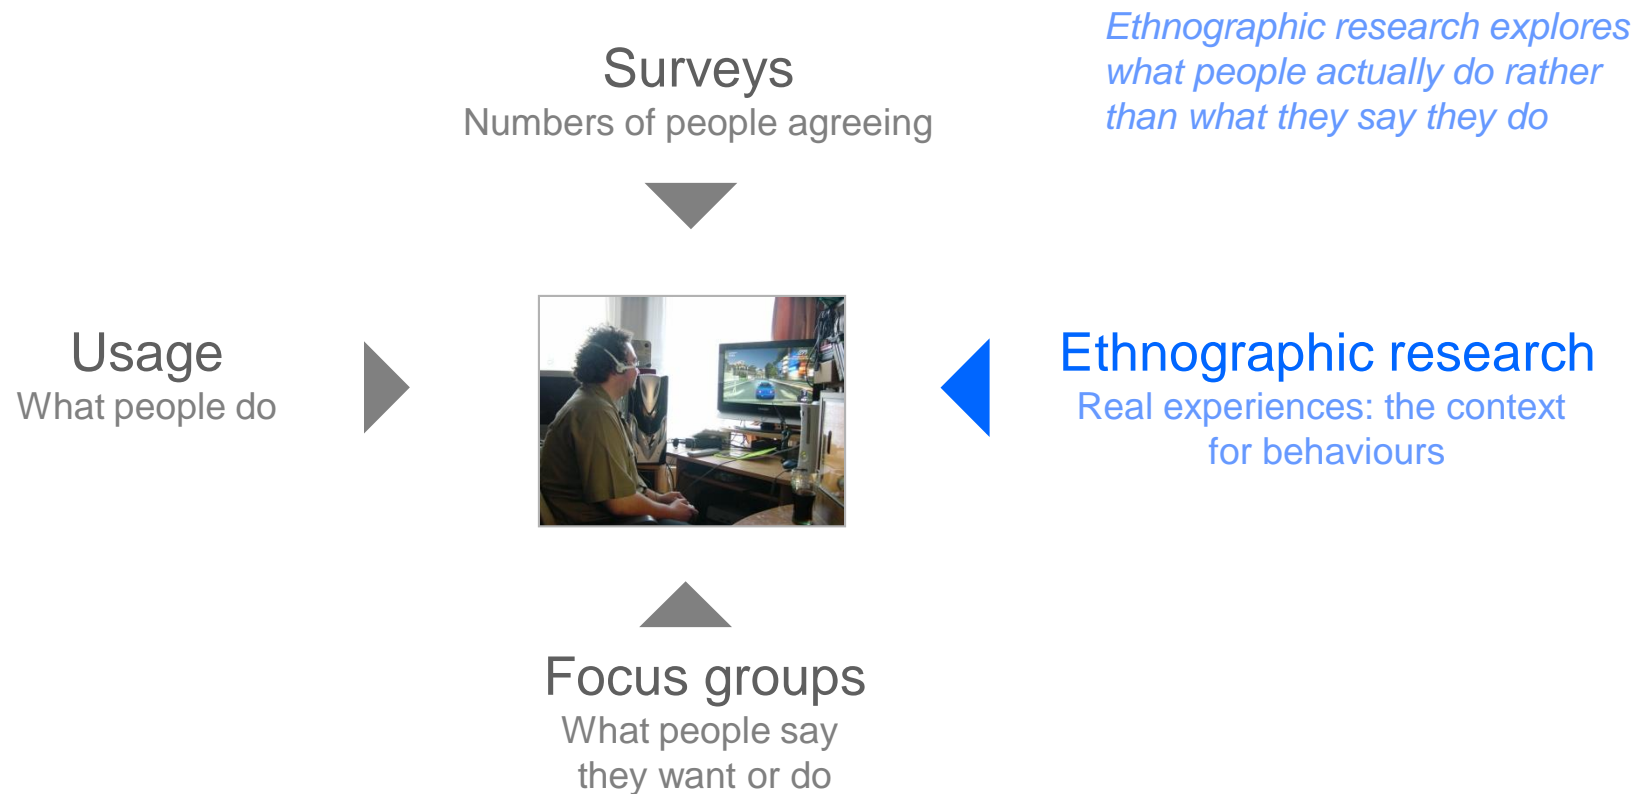 Ethnographic research explores
what people actually do rather
than what they say they do
Surveys
Numbers of people agreeing
Usage
What people do
Ethnographic research
Real experiences: the context
for behaviours
Focus groups
What people say
they want or do